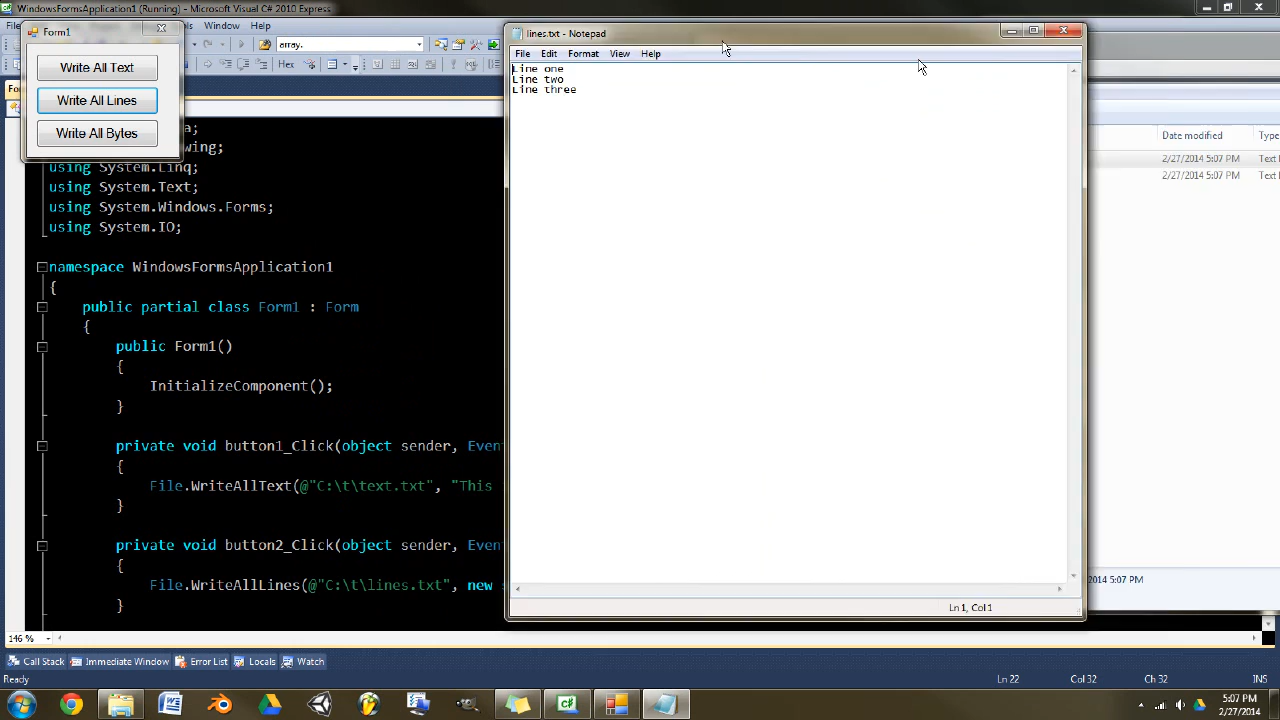 WindowsFormsApplication1 (Running) - Microsoft Visual C# 2010 Express
Window Help
array.
Hex
Form1
Write All Text
Write All Lines
Write All Bytes
using System.Linq;
using System.Text;
using System.Windows.Forms;
using System.IO;
namespace WindowsFormsApplication1
{
public partial class Form1 : Form
{
public Form1()
{
InitializeComponent();
}
private void button1_Click(object sender, Even
{
File.WriteAllText(@"C:\t\text.txt", "This
}
private void button2_Click(object sender, Even
{
File.WriteAllLines(@"C:\t\lines.txt", new
}
lines.txt - Notepad
File Edit Format View Help
Line one
Line two
Line three
Ln 1, Col 1
Date modified Type
2/27/2014 5:07 PM Text
2/27/2014 5:07 PM Text
2014 5:07 PM
146 %
Call Stack Immediate Window Error List Locals Watch
Ready Ln 22 Col 32 Ch 32 INS
5:07 PM
2/27/2014